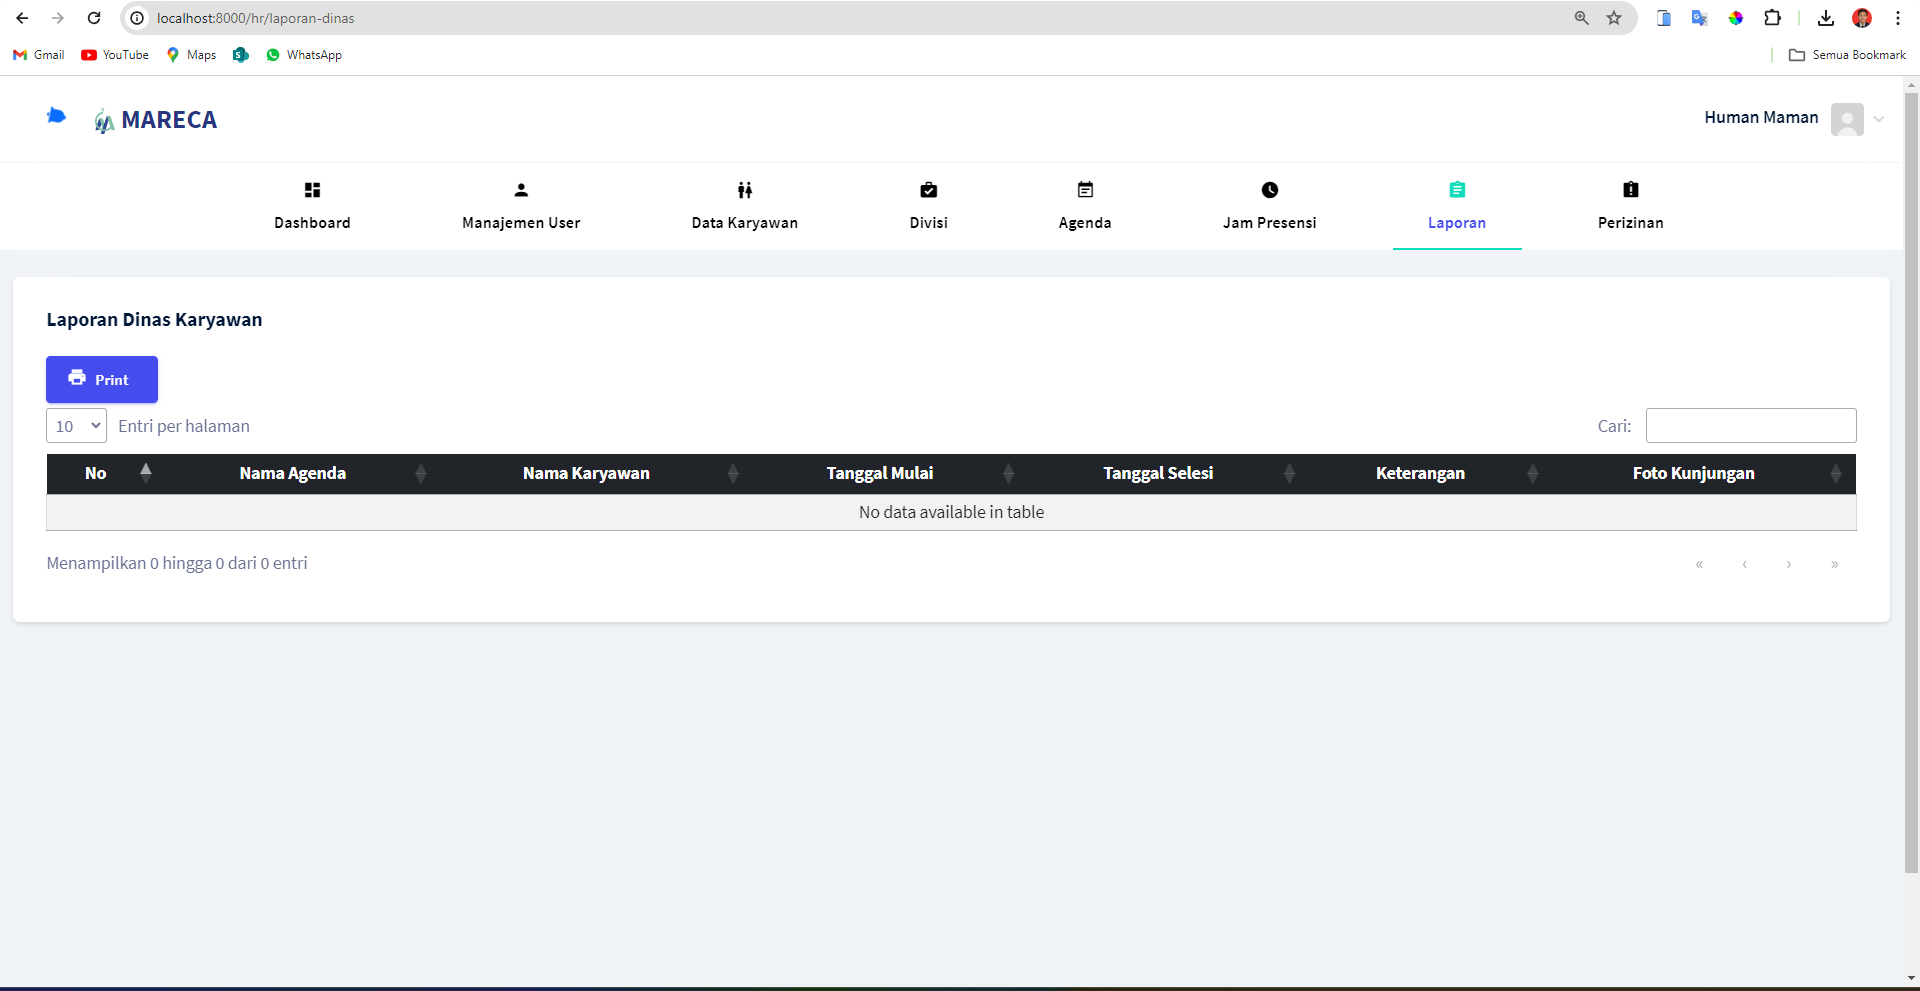 localhost:8000/hr/laporan-dinas
Gmail YouTube Maps WhatsApp Semua Bookmark
MARECA Human Maman
Dashboard Manajemen User Data Karyawan Divisi Agenda Jam Presensi Laporan Perizinan
Laporan Dinas Karyawan
Print
10 Entri per halaman Cari:
No Nama Agenda Nama Karyawan Tanggal Mulai Tanggal Selesi Keterangan Foto Kunjungan
No data available in table
Menampilkan 0 hingga 0 dari 0 entri « ‹ › »